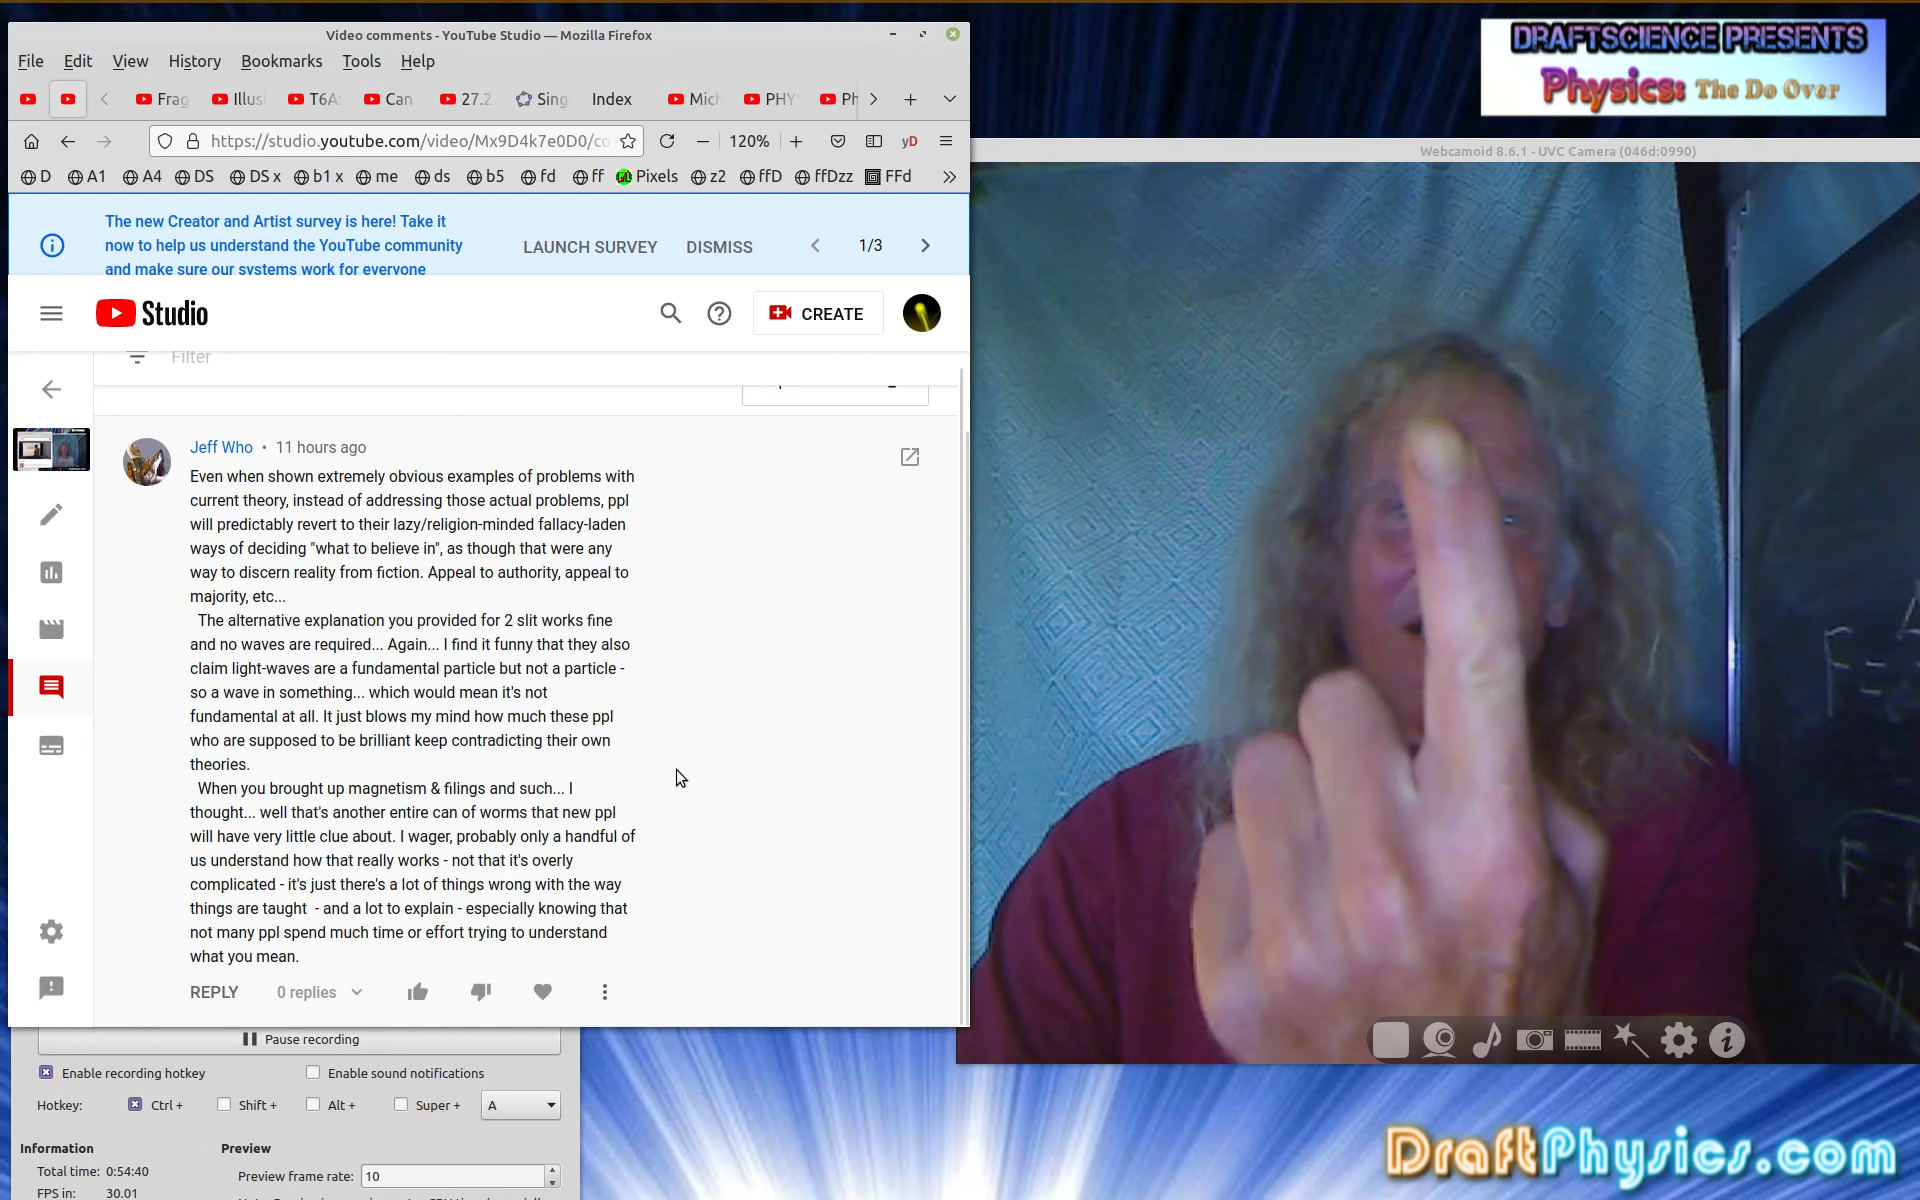 Video comments - YouTube Studio — Mozilla Firefox
File Edit View History Bookmarks Tools Help
Frag Illus T6A: Can 27.2 Sing Index Mich PHY Ph
https://studio.youtube.com/video/Mx9D4k7e0D0/co 120% yD
D A1 A4 DS DS x b1 x me ds b5 fd ff Pixels z2 ffD ffDzz FFd
The new Creator and Artist survey is here! Take it
now to help us understand the YouTube community
and make sure our systems work for everyone
LAUNCH SURVEY DISMISS 1/3
Studio
CREATE
Filter
Jeff Who • 11 hours ago
Even when shown extremely obvious examples of problems with
current theory, instead of addressing those actual problems, ppl
will predictably revert to their lazy/religion-minded fallacy-laden
ways of deciding "what to believe in", as though that were any
way to discern reality from fiction. Appeal to authority, appeal to
majority, etc...
The alternative explanation you provided for 2 slit works fine
and no waves are required... Again... I find it funny that they also
claim light-waves are a fundamental particle but not a particle -
so a wave in something... which would mean it's not
fundamental at all. It just blows my mind how much these ppl
who are supposed to be brilliant keep contradicting their own
theories.
When you brought up magnetism & filings and such... I
thought... well that's another entire can of worms that new ppl
will have very little clue about. I wager, probably only a handful of
us understand how that really works - not that it's overly
complicated - it's just there's a lot of things wrong with the way
things are taught - and a lot to explain - especially knowing that
not many ppl spend much time or effort trying to understand
what you mean.
REPLY 0 replies
Pause recording
Enable recording hotkey Enable sound notifications
Hotkey: Ctrl + Shift + Alt + Super + A
Information Preview
Total time: 0:54:40
Preview frame rate: 10
FPS in: 30.01
DRAFTSCIENCE PRESENTS
Physics: The Do Over
Webcamoid 8.6.1 - UVC Camera (046d:0990)
DraftPhysics.com